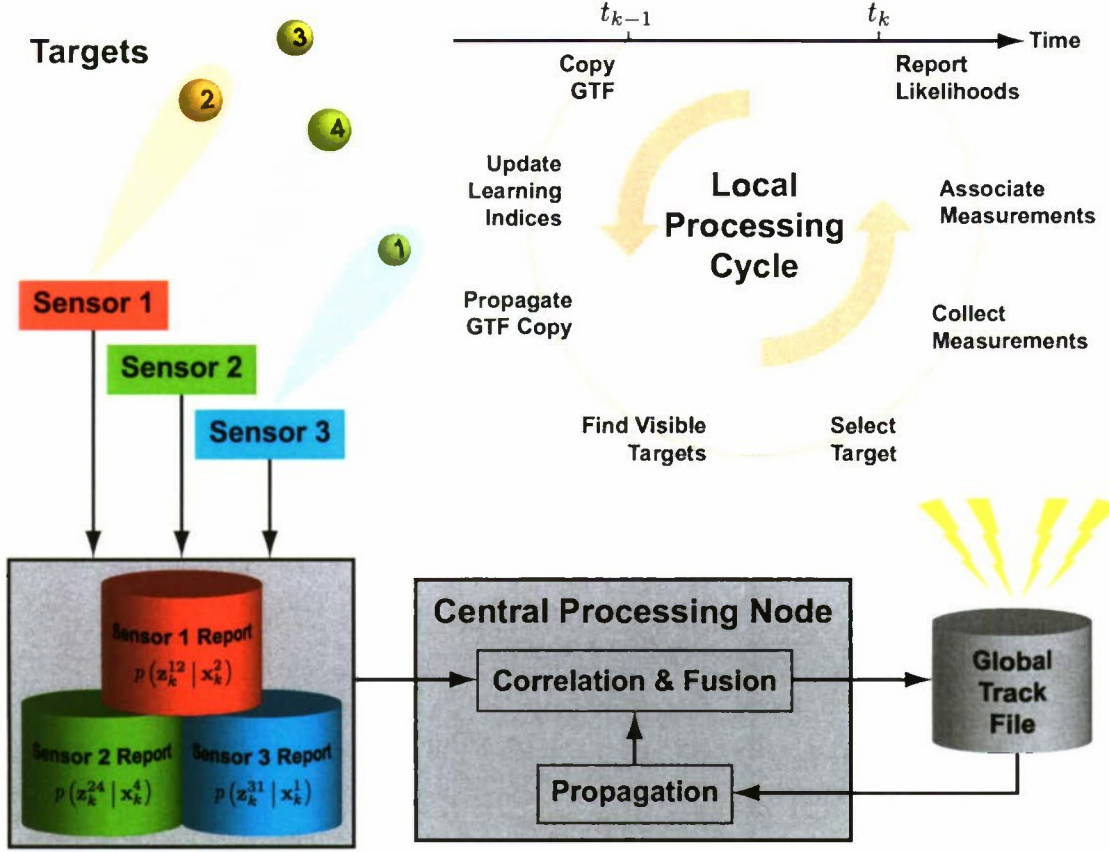 Targets
3
2
4
1
Sensor 1
Sensor 2
Sensor 3
t_{k-1}
t_k
Time
Copy
GTF
Report
Likelihoods
Update
Learning
Indices
Local
Processing
Cycle
Associate
Measurements
Propagate
GTF Copy
Collect
Measurements
Find Visible
Targets
Select
Target
Sensor 1 Report
p(z_k^{12} | x_k^2)
Sensor 2 Report
p(z_k^{24} | x_k^4)
Sensor 3 Report
p(z_k^{31} | x_k^1)
Central Processing Node
Correlation & Fusion
Propagation
Global
Track
File